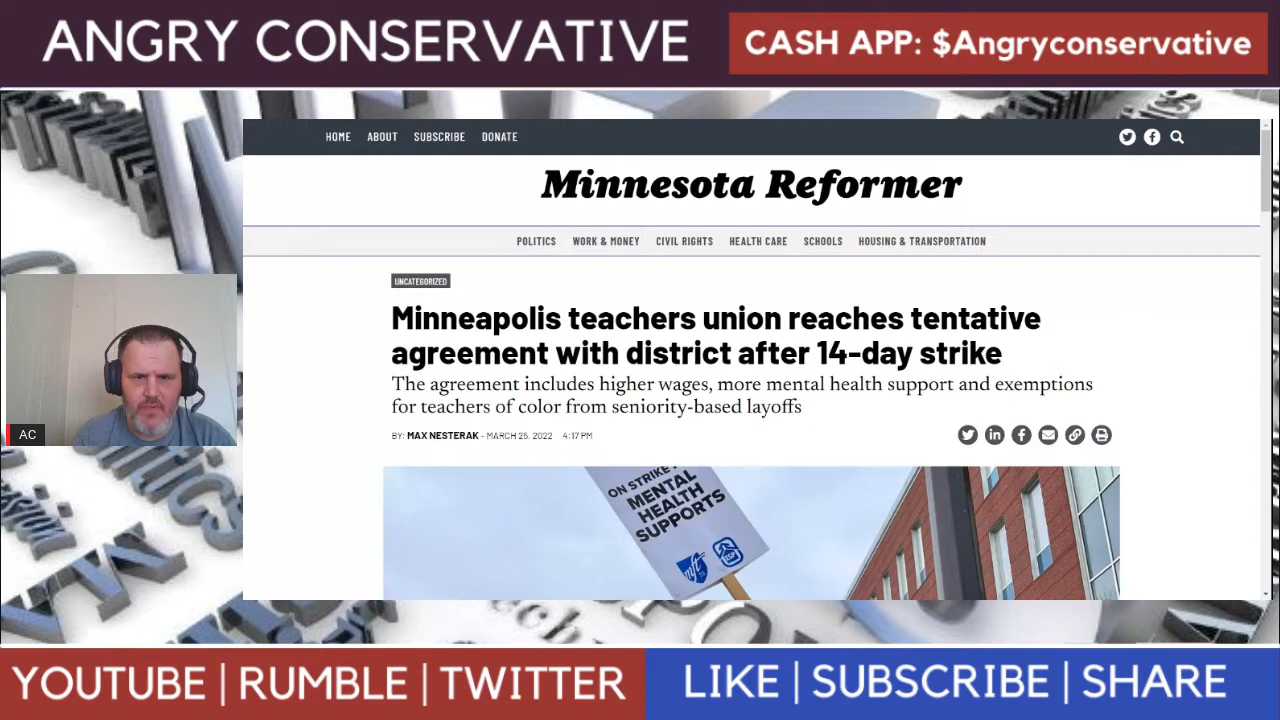 ANGRY CONSERVATIVE
CASH APP: $Angryconservative
HOME ABOUT SUBSCRIBE DONATE
Minnesota Reformer
POLITICS WORK & MONEY CIVIL RIGHTS HEALTH CARE SCHOOLS HOUSING & TRANSPORTATION
UNCATEGORIZED
Minneapolis teachers union reaches tentative
agreement with district after 14-day strike
The agreement includes higher wages, more mental health support and exemptions
for teachers of color from seniority-based layoffs
BY: MAX NESTERAK - MARCH 25, 2022 4:17 PM
AC
ON STRIKE
MENTAL
HEALTH
SUPPORTS
mft
ESP
YOUTUBE | RUMBLE | TWITTER
LIKE | SUBSCRIBE | SHARE